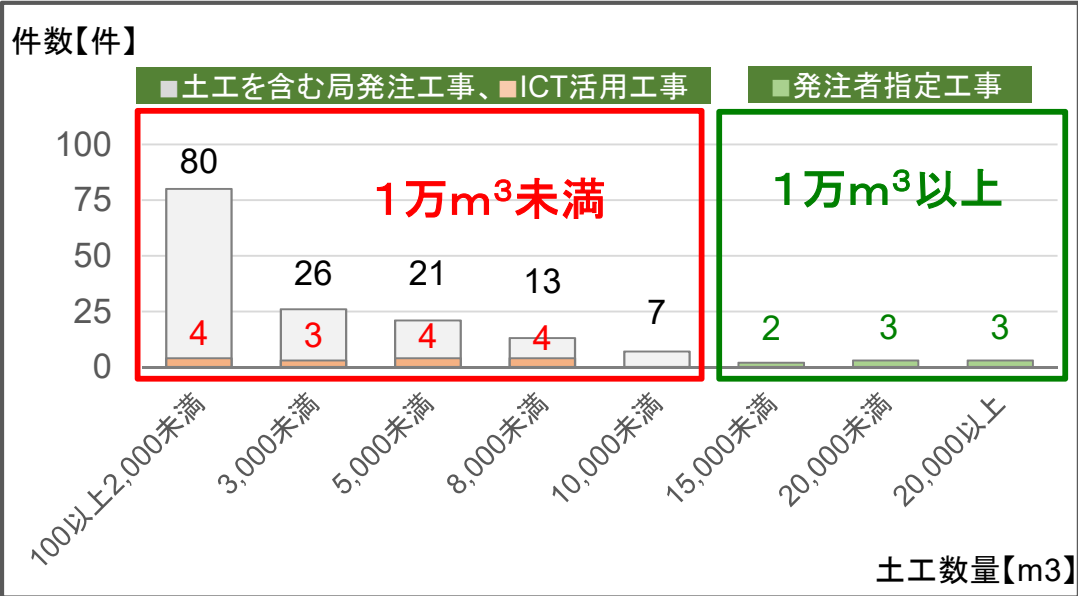 件数【件】
■土工を含む局発注工事、■ICT活用工事
■発注者指定工事
1万m³未満
1万m³以上
100
75
50
25
0
80
26
21
13
7
4
3
4
4
2
3
3
100以上2,000未満
3,000未満
5,000未満
8,000未満
10,000未満
15,000未満
20,000未満
20,000以上
土工数量【m3】